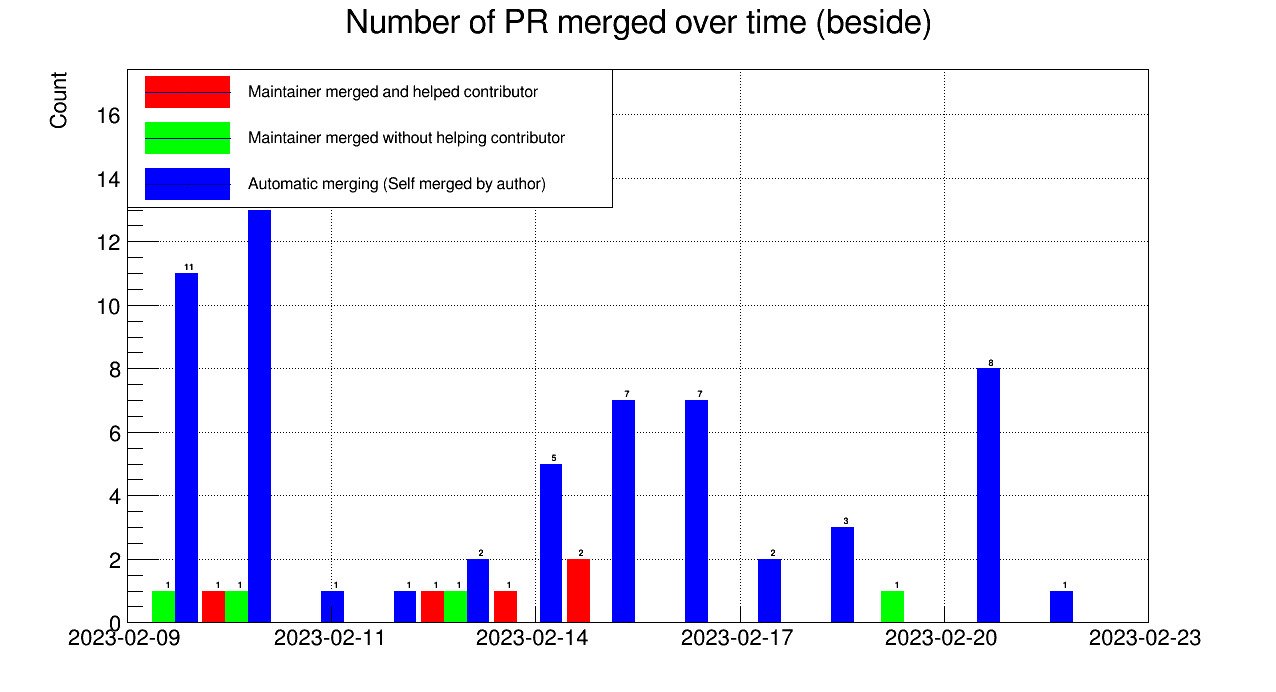 Number of PR merged over time (beside)
Count
Maintainer merged and helped contributor
Maintainer merged without helping contributor
Automatic merging (Self merged by author)
16
14
12
10
8
6
4
2
0
1 11 1 1 1 1 1 1 2 1 5 2 7 7 2 3 1 8 1
2023-02-09 2023-02-11 2023-02-14 2023-02-17 2023-02-20 2023-02-23